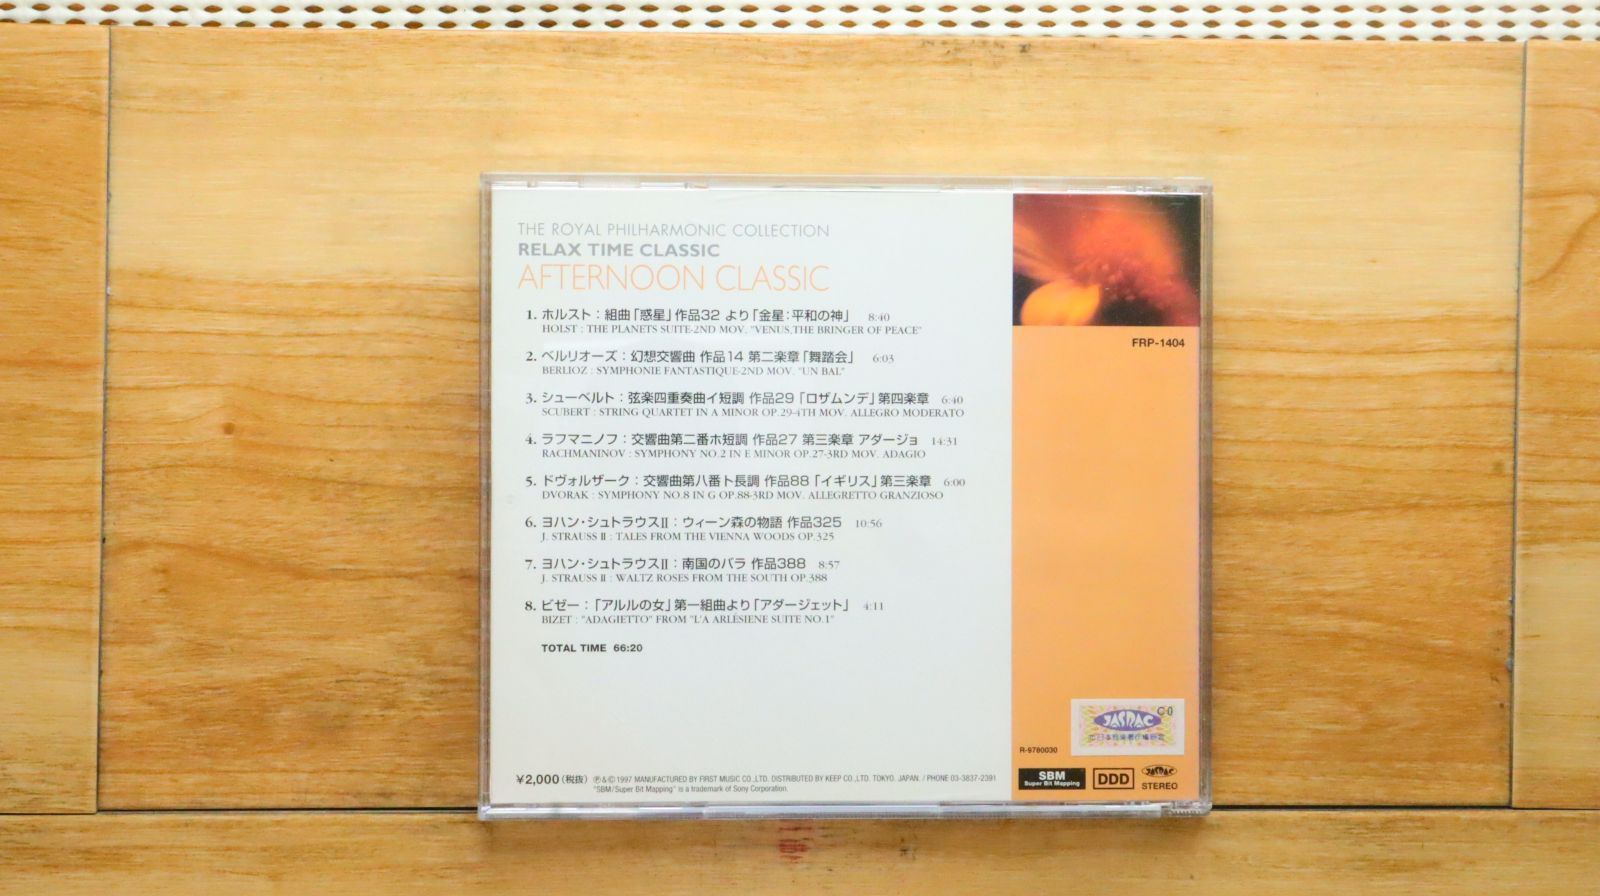 THE ROYAL PHILHARMONIC COLLECTION
RELAX TIME CLASSIC
AFTERNOON CLASSIC
1. ホルスト：組曲「惑星」作品32 より「金星：平和の神」 8:40
HOLST : THE PLANETS SUITE-2ND MOV. "VENUS,THE BRINGER OF PEACE"
2. ベルリオーズ：幻想交響曲 作品14 第二楽章「舞踏会」 6:03
BERLIOZ : SYMPHONIE FANTASTIQUE-2ND MOV. "UN BAL"
3. シューベルト：弦楽四重奏曲イ短調 作品29「ロザムンデ」第四楽章 6:40
SCUBERT : STRING QUARTET IN A MINOR OP.29-4TH MOV. ALLEGRO MODERATO
4. ラフマニノフ：交響曲第二番ホ短調 作品27 第三楽章 アダージョ 14:31
RACHMANINOV : SYMPHONY NO.2 IN E MINOR OP.27-3RD MOV. ADAGIO
5. ドヴォルザーク：交響曲第八番ト長調 作品88「イギリス」第三楽章 6:00
DVORAK : SYMPHONY NO.8 IN G OP.88-3RD MOV. ALLEGRETTO GRANZIOSO
6. ヨハン・シュトラウスⅡ：ウィーン森の物語 作品325 10:56
J. STRAUSS Ⅱ : TALES FROM THE VIENNA WOODS OP.325
7. ヨハン・シュトラウスⅡ：南国のバラ 作品388 8:57
J. STRAUSS Ⅱ : WALTZ ROSES FROM THE SOUTH OP.388
8. ビゼー：「アルルの女」第一組曲より「アダージェット」 4:11
BIZET : "ADAGIETTO" FROM "L'A ARLÉSIENE SUITE NO.1"
TOTAL TIME 66:20
¥2,000(税抜) ℗&©1997 MANUFACTURED BY FIRST MUSIC CO.,LTD. DISTRIBUTED BY KEEP CO.,LTD. TOKYO. JAPAN. / PHONE 03-3837-2391
"SBM/Super Bit Mapping" is a trademark of Sony Corporation.
FRP-1404
JASRAC
R-9780030
SBM
Super Bit Mapping
DDD
JASRAC
STEREO